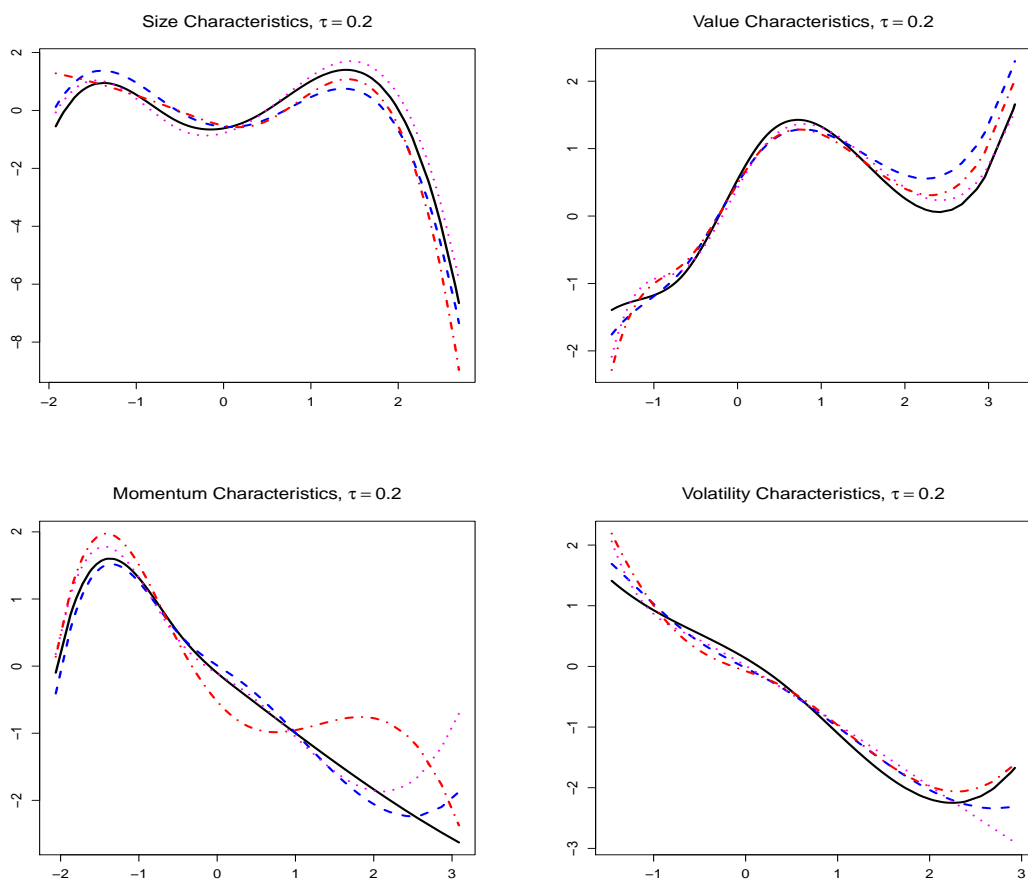 Size Characteristics, τ = 0.2
2
0
−2
−4
−6
−8
−2 −1 0 1 2
Value Characteristics, τ = 0.2
2
1
0
−1
−2
−1 0 1 2 3
Momentum Characteristics, τ = 0.2
2
1
0
−1
−2
−2 −1 0 1 2 3
Volatility Characteristics, τ = 0.2
2
1
0
−1
−2
−3
−1 0 1 2 3